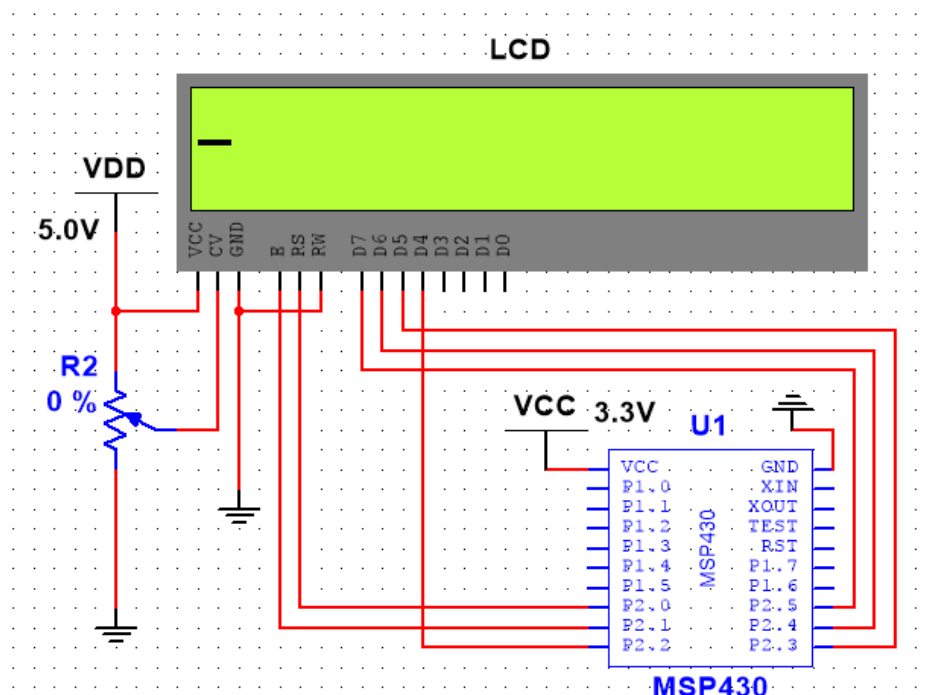 LCD
VDD
5.0V
VCC
CV
GND
E
RS
RW
D7
D6
D5
D4
D3
D2
D1
D0
R2
0 %
VCC 3.3V
U1
VCC GND
P1.0 XIN
P1.1 XOUT
P1.2 TEST
P1.3 RST
P1.4 P1.7
P1.5 P1.6
P2.0 P2.5
P2.1 P2.4
P2.2 P2.3
MSP430
MSP430